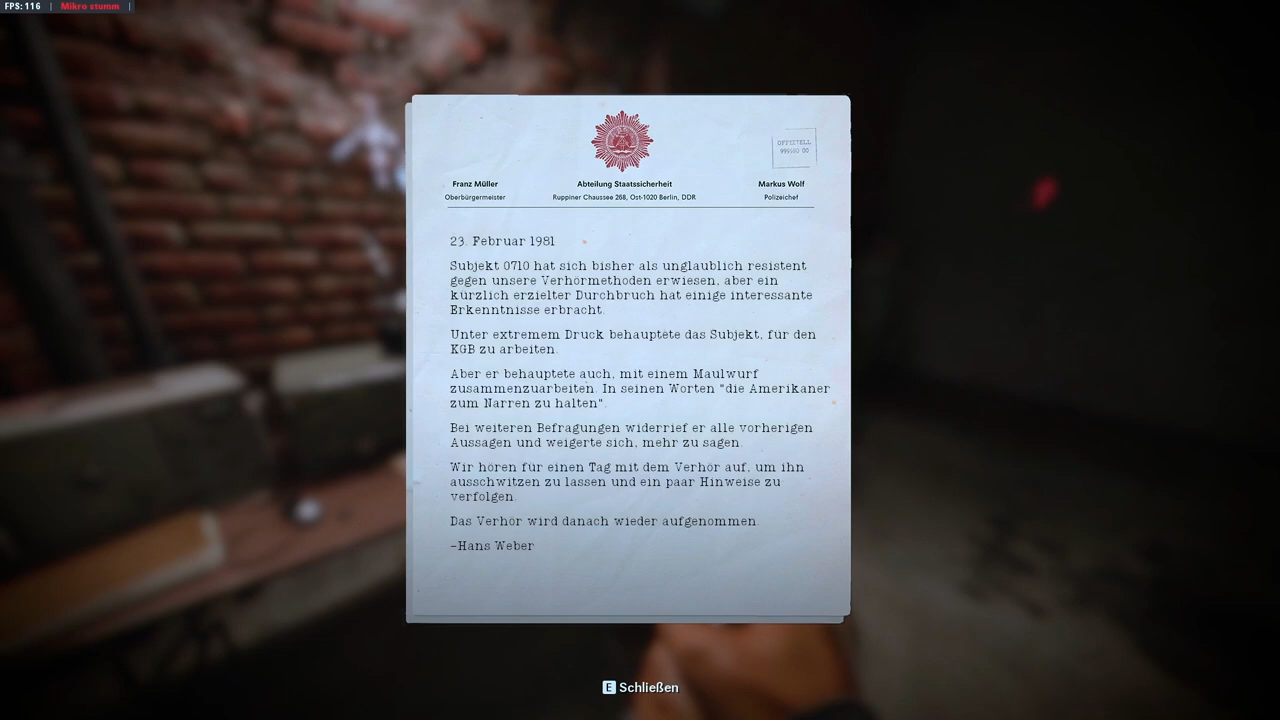 FPS: 116 | Mikro stumm |
OFFIZIELL
999980 00
Franz Müller
Oberbürgermeister
Abteilung Staatssicherheit
Ruppiner Chaussee 268, Ost-1020 Berlin, DDR
Markus Wolf
Polizeichef
23. Februar 1981
Subjekt 0710 hat sich bisher als unglaublich resistent
gegen unsere Verhörmethoden erwiesen, aber ein
kürzlich erzielter Durchbruch hat einige interessante
Erkenntnisse erbracht.
Unter extremem Druck behauptete das Subjekt, für den
KGB zu arbeiten.
Aber er behauptete auch, mit einem Maulwurf
zusammenzuarbeiten. In seinen Worten "die Amerikaner
zum Narren zu halten".
Bei weiteren Befragungen widerrief er alle vorherigen
Aussagen und weigerte sich, mehr zu sagen.
Wir hören für einen Tag mit dem Verhör auf, um ihn
ausschwitzen zu lassen und ein paar Hinweise zu
verfolgen.
Das Verhör wird danach wieder aufgenommen.
-Hans Weber
E Schließen